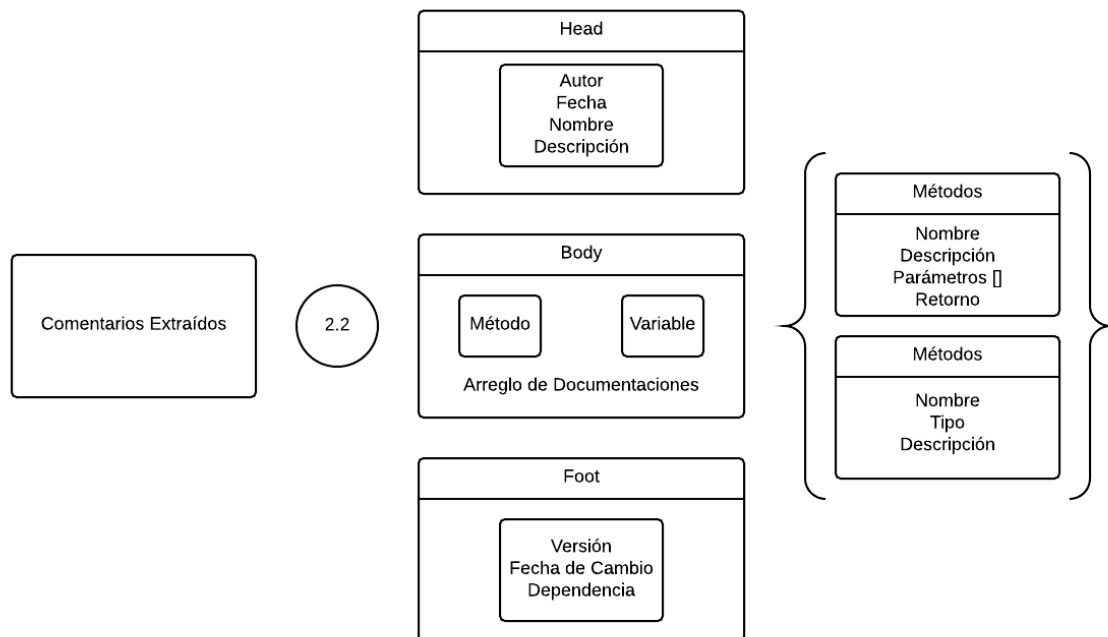 Comentarios Extraídos
2.2
Head
Autor
Fecha
Nombre
Descripción
Body
Método
Variable
Arreglo de Documentaciones
Foot
Versión
Fecha de Cambio
Dependencia
Métodos
Nombre
Descripción
Parámetros []
Retorno
Métodos
Nombre
Tipo
Descripción